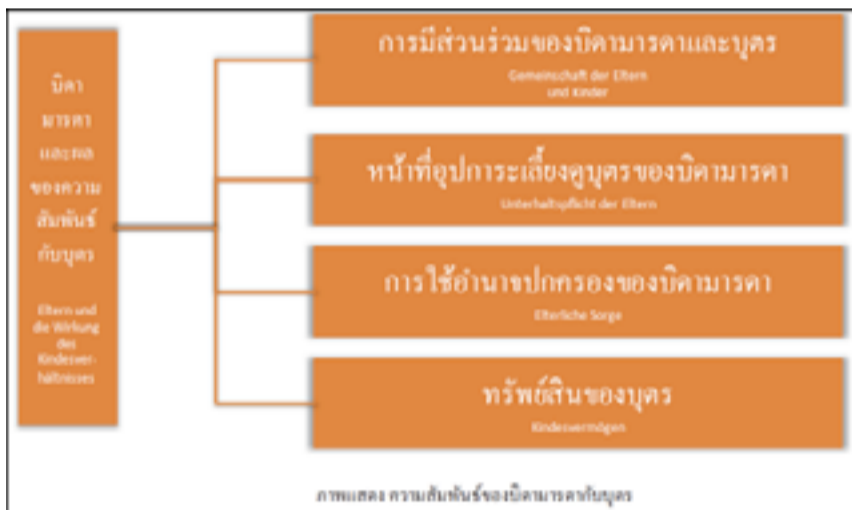 บิดา
มารดา
และผล
ของความ
สัมพันธ์
กับบุตร
Eltern und
die Wirkung
des
Kindesver-
hältnisses
การมีส่วนร่วมของบิดามารดาและบุตร
Gemeinschaft der Eltern
und Kinder
หน้าที่อุปการะเลี้ยงดูบุตรของบิดามารดา
Unterhaltspflicht der Eltern
การใช้อำนาจปกครองของบิดามารดา
Elterliche Sorge
ทรัพย์สินของบุตร
Kindesvermögen
ภาพแสดง ความสัมพันธ์ของบิดามารดากับบุตร